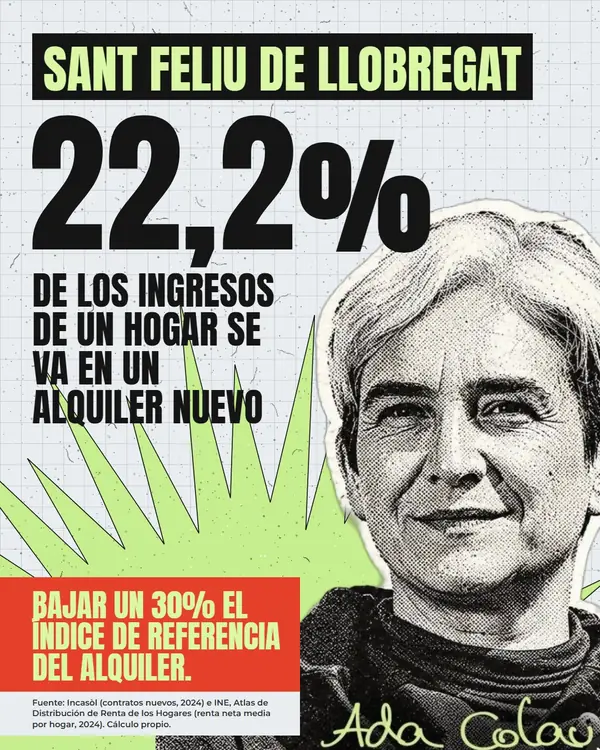 SANT FELIU DE LLOBREGAT
22,2%
DE LOS INGRESOS
DE UN HOGAR SE
VA EN UN
ALQUILER NUEVO
BAJAR UN 30% EL
ÍNDICE DE REFERENCIA
DEL ALQUILER.
Fuente: Incasòl (contratos nuevos, 2024) e INE, Atlas de
Distribución de Renta de los Hogares (renta neta media
por hogar, 2024). Cálculo propio.
Ada Colau